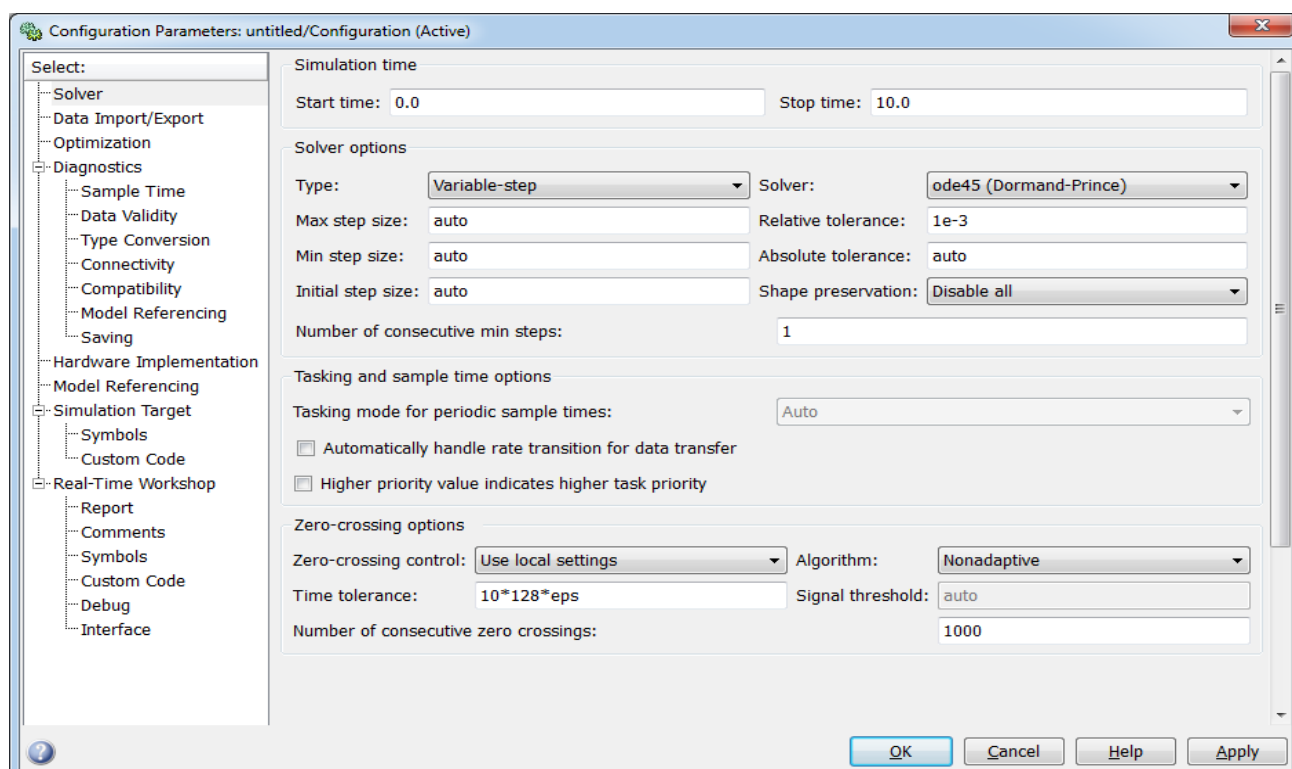 Configuration Parameters: untitled/Configuration (Active)
Select:
Solver
Data Import/Export
Optimization
Diagnostics
Sample Time
Data Validity
Type Conversion
Connectivity
Compatibility
Model Referencing
Saving
Hardware Implementation
Model Referencing
Simulation Target
Symbols
Custom Code
Real-Time Workshop
Report
Comments
Symbols
Custom Code
Debug
Interface
Simulation time
Start time: 0.0 Stop time: 10.0
Solver options
Type: Variable-step Solver: ode45 (Dormand-Prince)
Max step size: auto Relative tolerance: 1e-3
Min step size: auto Absolute tolerance: auto
Initial step size: auto Shape preservation: Disable all
Number of consecutive min steps: 1
Tasking and sample time options
Tasking mode for periodic sample times: Auto
Automatically handle rate transition for data transfer
Higher priority value indicates higher task priority
Zero-crossing options
Zero-crossing control: Use local settings Algorithm: Nonadaptive
Time tolerance: 10*128*eps Signal threshold: auto
Number of consecutive zero crossings: 1000
OK Cancel Help Apply